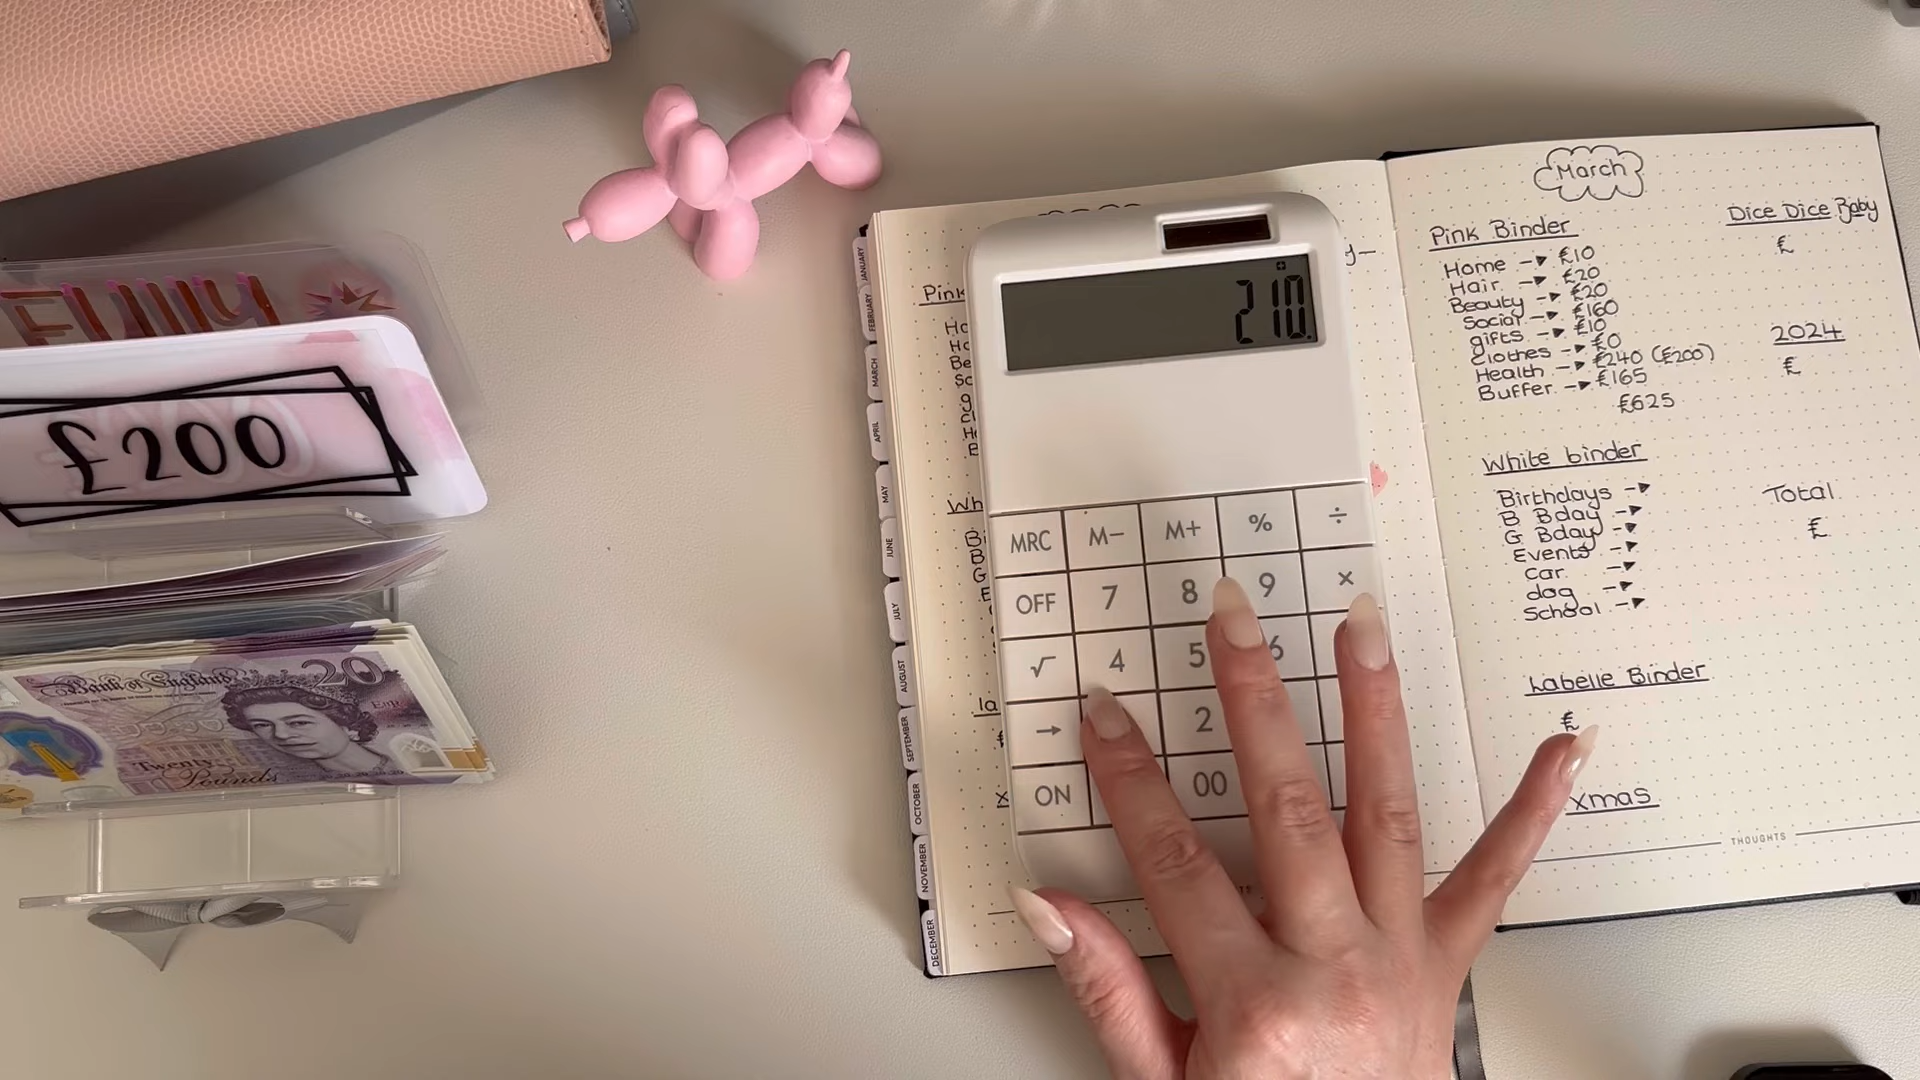 FULLY
£200
Bank of England
20
Twenty
Pounds
JANUARY
FEBRUARY
MARCH
APRIL
MAY
JUNE
JULY
AUGUST
SEPTEMBER
OCTOBER
NOVEMBER
DECEMBER
Pink
210.
MRC M− M+ % ÷
OFF 7 8 9 ×
√ 4 5 6
→ 2
ON 00
March
Pink Binder
Home → £10
Hair → £20
Beauty → £20
Social → £160
gifts → £10
Clothes → £0
Health → £240 (£200)
Buffer → £165
£625
White binder
Birthdays →
B Bday →
G Bday →
Events →
Car →
dog →
School →
Labelle Binder
£
xmas
Dice Dice Baby
£
2024
£
Total
£
THOUGHTS